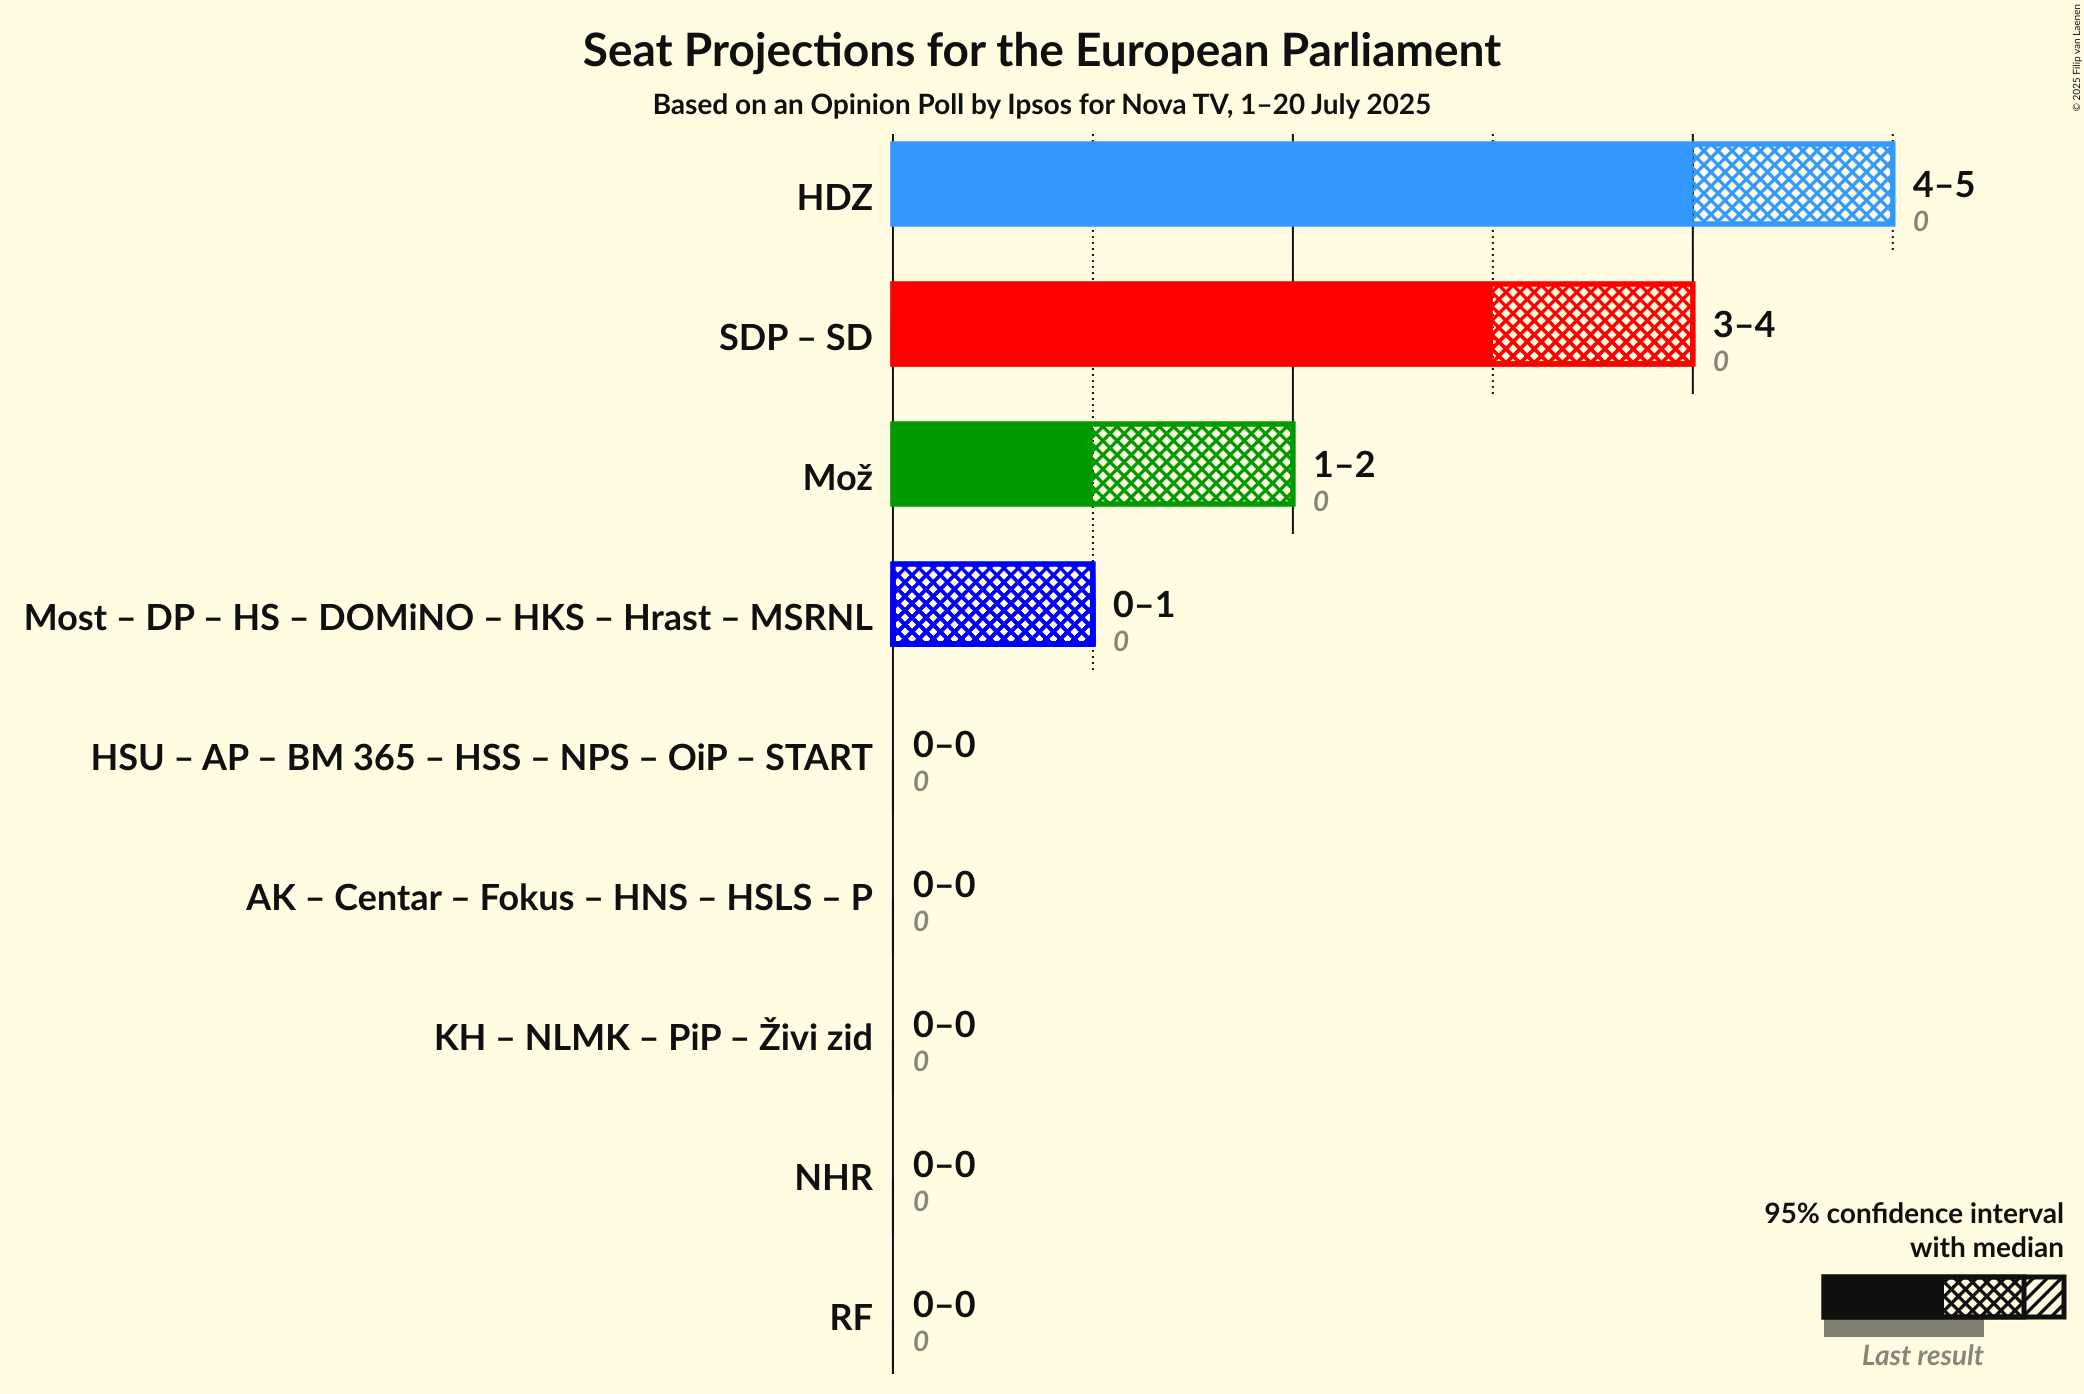 Seat Projections for the European Parliament
Based on an Opinion Poll by Ipsos for Nova TV, 1–20 July 2025
© 2025 Filip van Laenen
HDZ
4–5
0
SDP – SD
3–4
0
Mož
1–2
0
Most – DP – HS – DOMiNO – HKS – Hrast – MSRNL
0–1
0
HSU – AP – BM 365 – HSS – NPS – OiP – START
0–0
0
AK – Centar – Fokus – HNS – HSLS – P
0–0
0
KH – NLMK – PiP – Živi zid
0–0
0
NHR
0–0
0
RF
0–0
0
95% confidence interval
with median
Last result